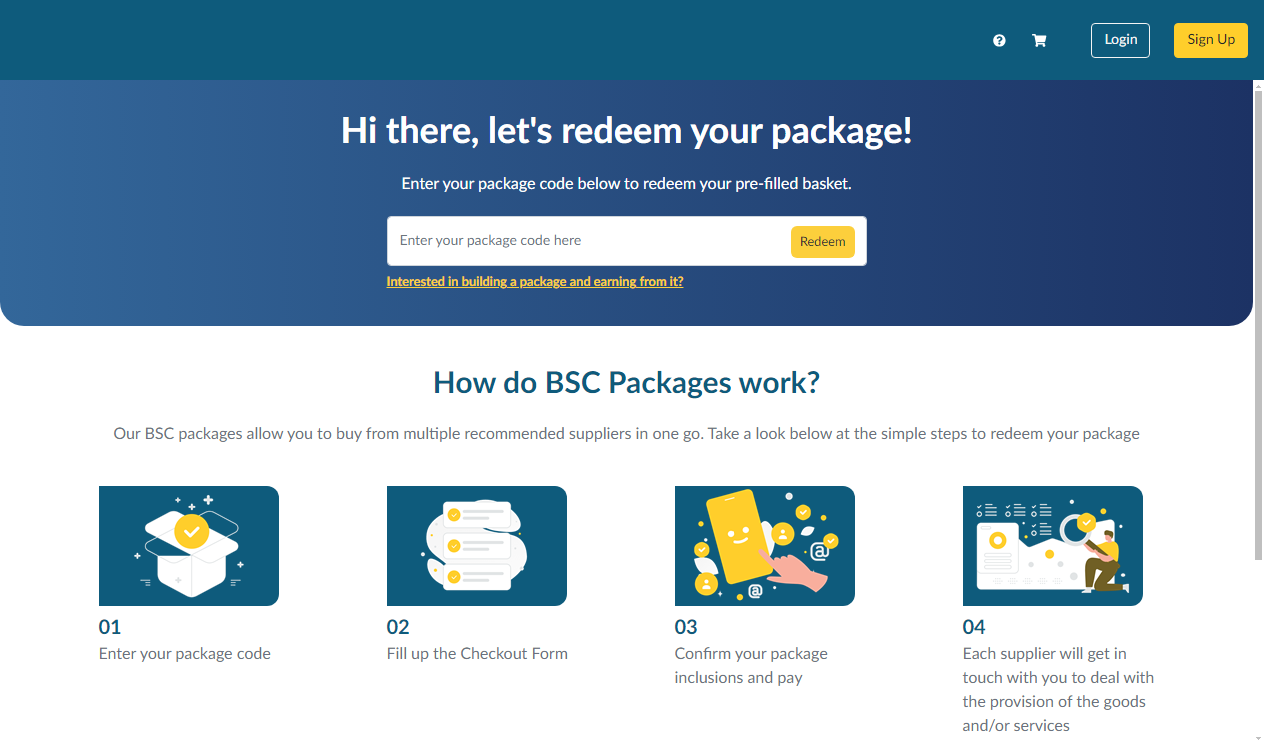 Login
Sign Up
Hi there, let's redeem your package!
Enter your package code below to redeem your pre-filled basket.
Enter your package code here
Redeem
Interested in building a package and earning from it?
How do BSC Packages work?
Our BSC packages allow you to buy from multiple recommended suppliers in one go. Take a look below at the simple steps to redeem your package
01
Enter your package code
02
Fill up the Checkout Form
03
Confirm your package
inclusions and pay
04
Each supplier will get in
touch with you to deal with
the provision of the goods
and/or services